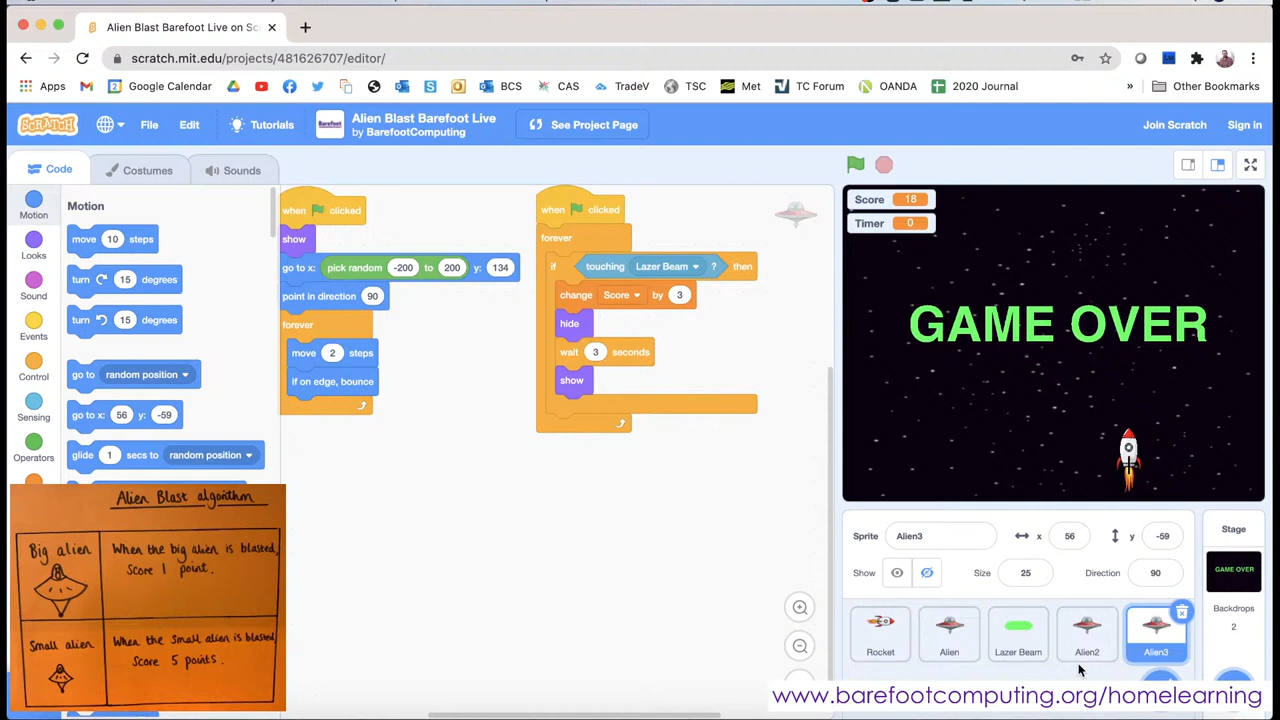 Alien Blast Barefoot Live on Scr
scratch.mit.edu/projects/481626707/editor/
Apps
Google Calendar
BCS
CAS
TradeV
TSC
Met
TC Forum
OANDA
2020 Journal
»
Other Bookmarks
SCRATCH
File
Edit
Tutorials
Barefoot
Alien Blast Barefoot Live
by BarefootComputing
See Project Page
Join Scratch
Sign in
Code
Costumes
Sounds
Motion
Looks
Sound
Events
Control
Sensing
Operators
Motion
move 10 steps
turn 15 degrees
turn 15 degrees
go to random position
go to x: 56 y: -59
glide 1 secs to random position
when clicked
show
go to x: pick random -200 to 200 y: 134
point in direction 90
forever
move 2 steps
if on edge, bounce
when clicked
forever
if touching Lazer Beam ? then
change Score by 3
hide
wait 3 seconds
show
Score 18
Timer 0
GAME OVER
Sprite Alien3 x 56 y -59
Show Size 25 Direction 90
Rocket
Alien
Lazer Beam
Alien2
Alien3
Stage
GAME OVER
Backdrops
2
Alien Blast algorithm
Big alien
When the big alien is blasted,
Score 1 point.
Small alien
When the small alien is blasted
Score 5 points.
www.barefootcomputing.org/homelearning